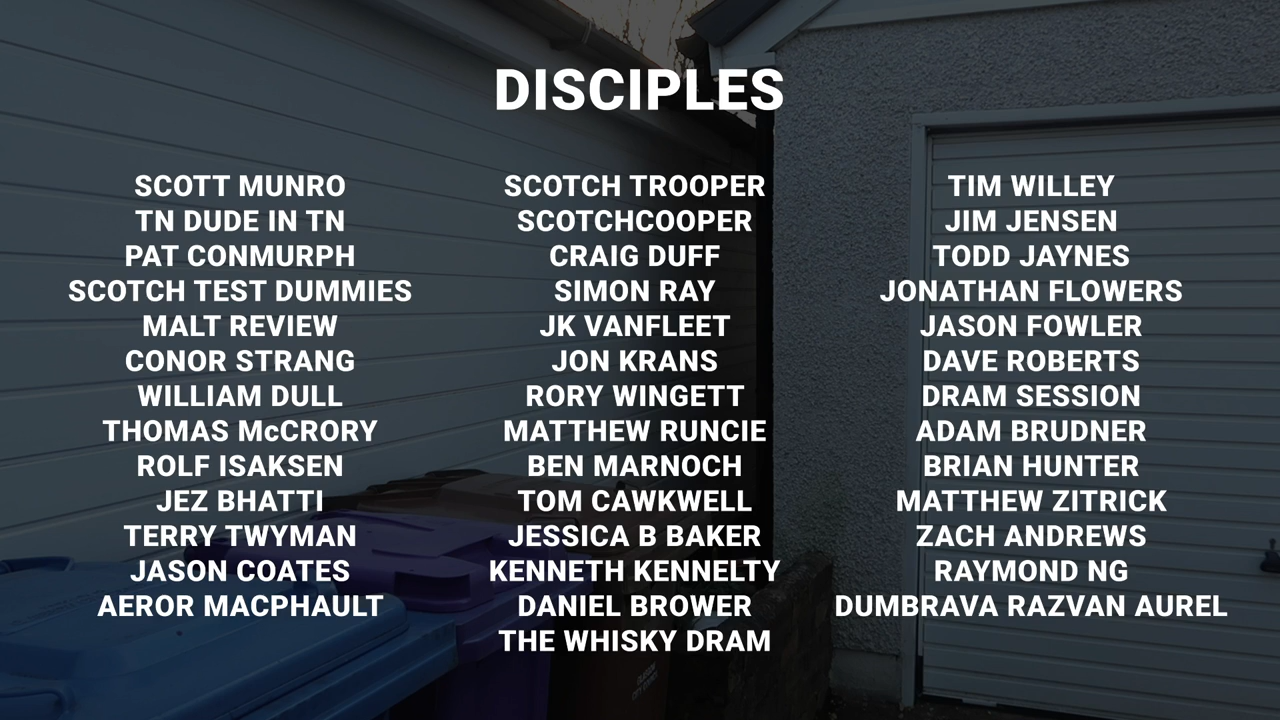 DISCIPLES
SCOTT MUNRO
TN DUDE IN TN
PAT CONMURPH
SCOTCH TEST DUMMIES
MALT REVIEW
CONOR STRANG
WILLIAM DULL
THOMAS McCRORY
ROLF ISAKSEN
JEZ BHATTI
TERRY TWYMAN
JASON COATES
AEROR MACPHAULT
SCOTCH TROOPER
SCOTCHCOOPER
CRAIG DUFF
SIMON RAY
JK VANFLEET
JON KRANS
RORY WINGETT
MATTHEW RUNCIE
BEN MARNOCH
TOM CAWKWELL
JESSICA B BAKER
KENNETH KENNELTY
DANIEL BROWER
THE WHISKY DRAM
TIM WILLEY
JIM JENSEN
TODD JAYNES
JONATHAN FLOWERS
JASON FOWLER
DAVE ROBERTS
DRAM SESSION
ADAM BRUDNER
BRIAN HUNTER
MATTHEW ZITRICK
ZACH ANDREWS
RAYMOND NG
DUMBRAVA RAZVAN AUREL
GLASGOW
CITY COUNCIL